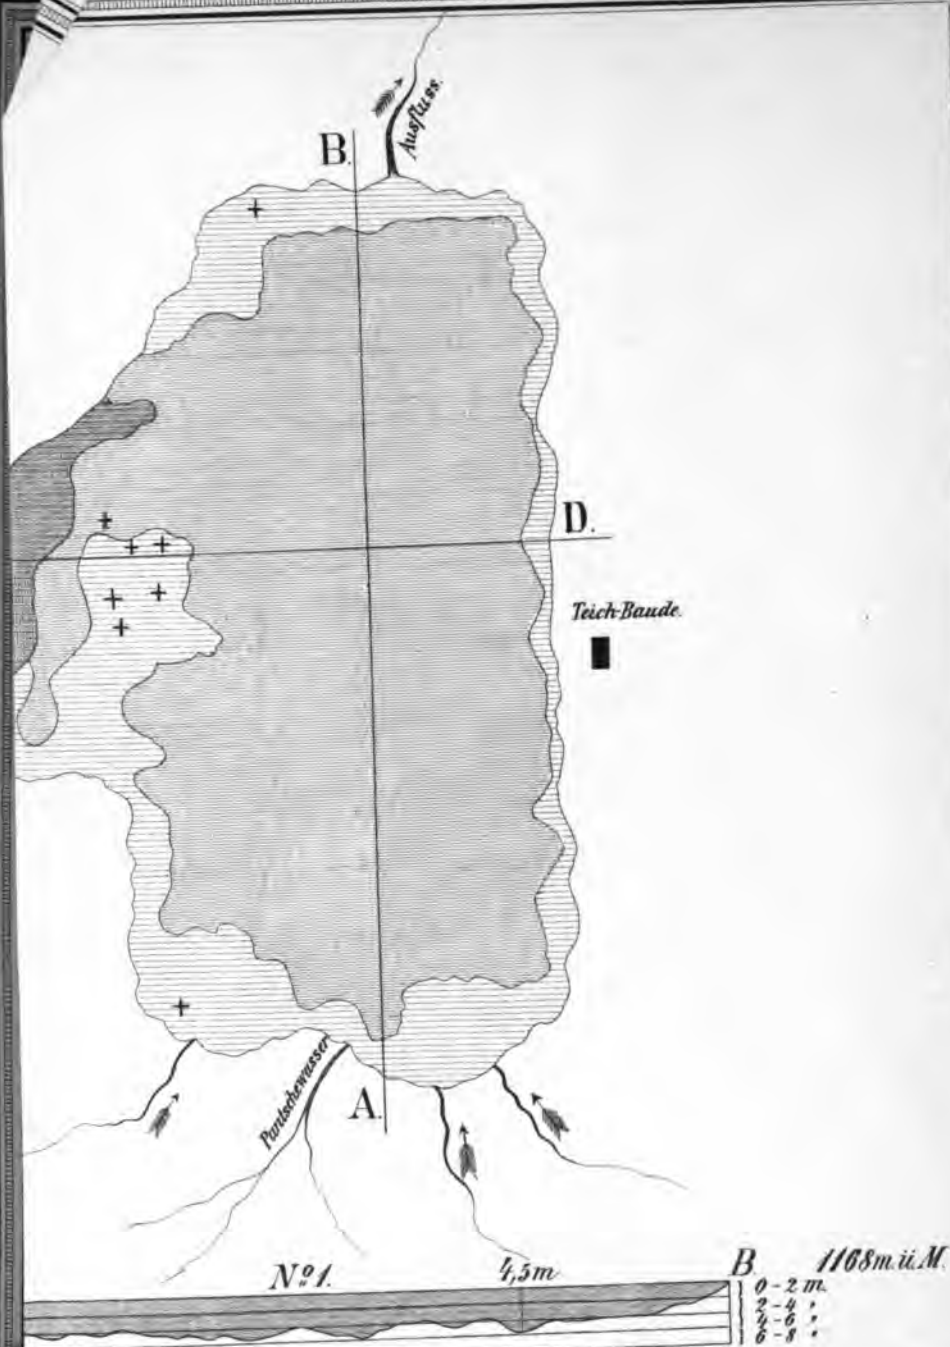 Ausfluss.
B.
D.
Teich-Baude.
Pantschewasser
A.
No 1.
4,5m
B.
1168m.ü.M.
0-2 m.
2-4 "
4-6 "
6-8 "